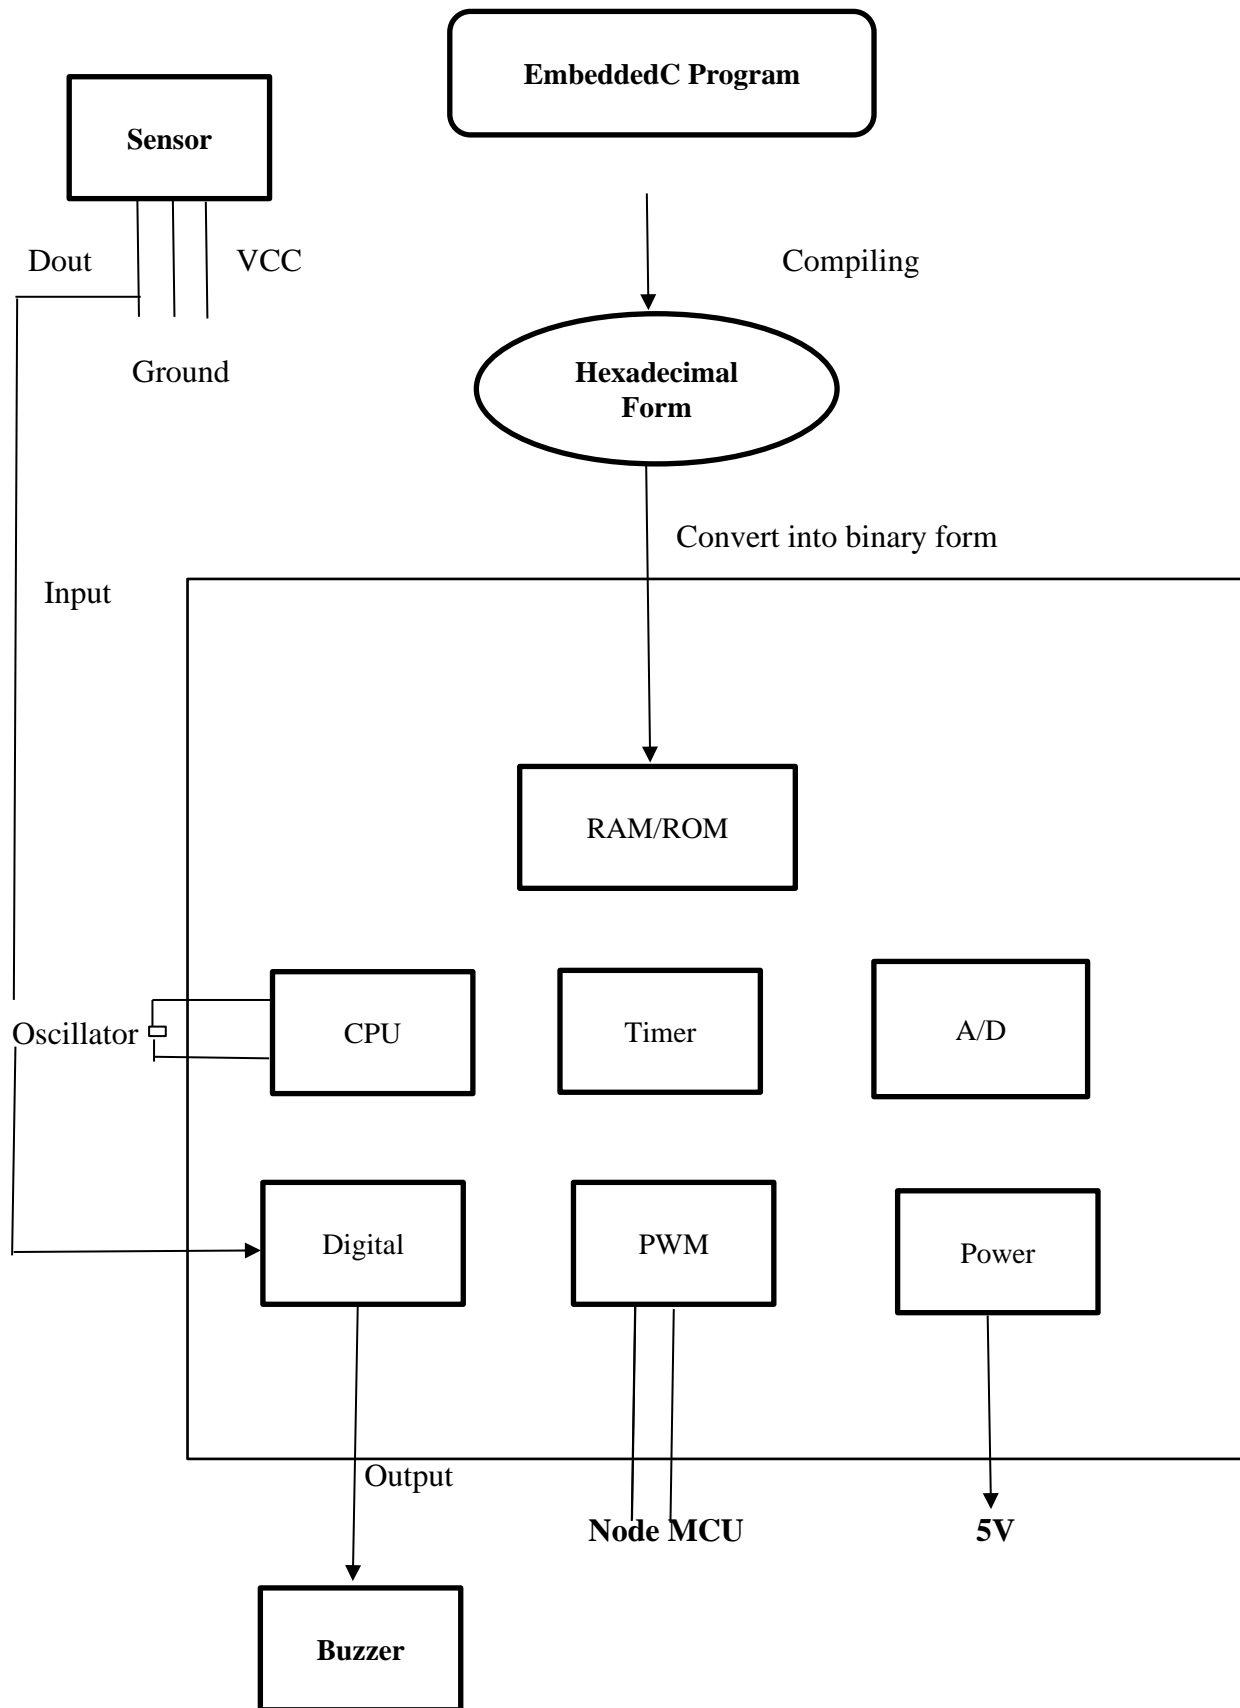 EmbeddedC Program
Sensor
Dout
VCC
Compiling
Ground
Hexadecimal
Form
Convert into binary form
Input
RAM/ROM
Oscillator
CPU
Timer
A/D
Digital
PWM
Power
Output
Node MCU
5V
Buzzer